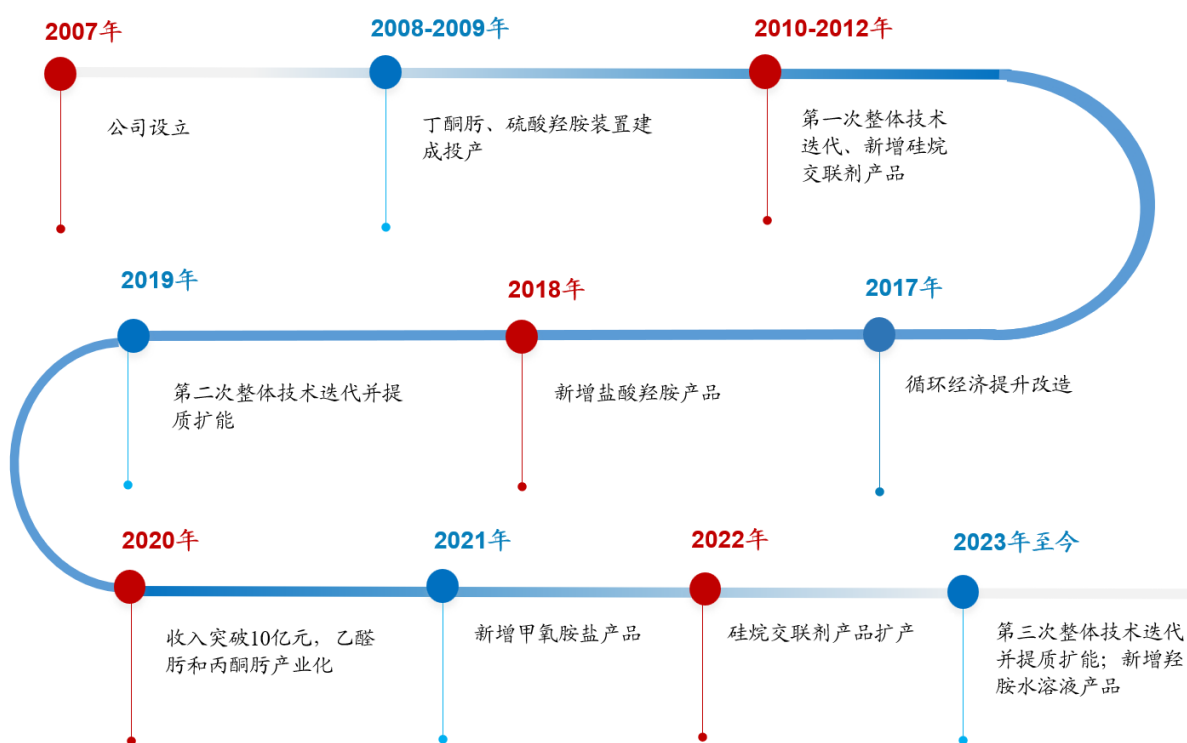 2007年
公司设立
2008-2009年
丁酮肟、硫酸羟胺装置建
成投产
2010-2012年
第一次整体技术
迭代、新增硅烷
交联剂产品
2017年
循环经济提升改造
2018年
新增盐酸羟胺产品
2019年
第二次整体技术迭代并提
质扩能
2020年
收入突破10亿元，乙醛
肟和丙酮肟产业化
2021年
新增甲氧胺盐产品
2022年
硅烷交联剂产品扩产
2023年至今
第三次整体技术迭代
并提质扩能；新增羟
胺水溶液产品